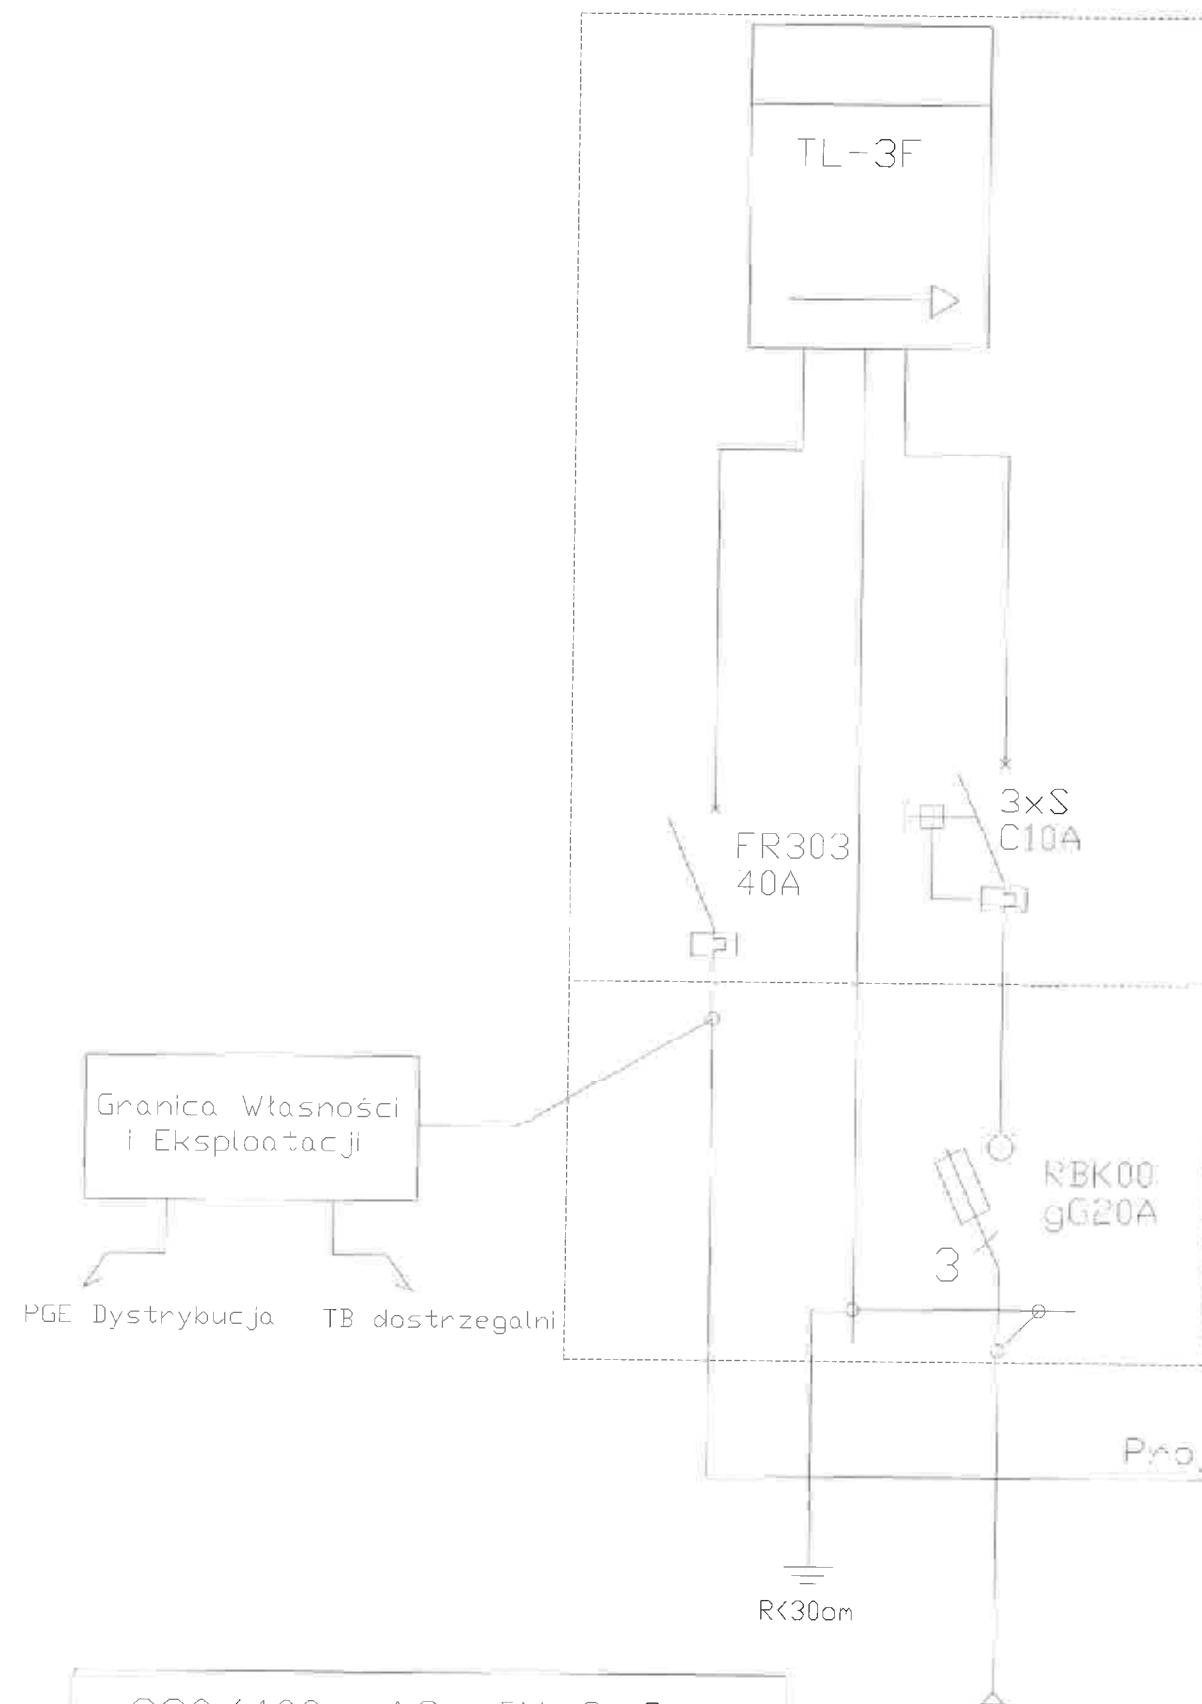 TL-3F
3xS
C10A
FR303
40A
Granica Własności
i Eksploatacji
RBK00
gG20A
3
PGE Dystrybucja
TB dostrzegalni
R<30om